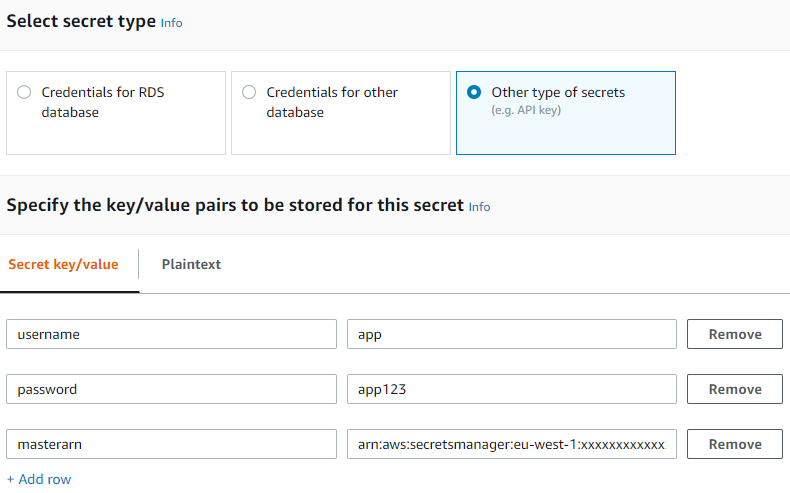 Select secret type Info
Credentials for RDS
database
Credentials for other
database
Other type of secrets
(e.g. API key)
Specify the key/value pairs to be stored for this secret Info
Secret key/value Plaintext
username app Remove
password app123 Remove
masterarn arn:aws:secretsmanager:eu-west-1:xxxxxxxxxxxx Remove
+ Add row